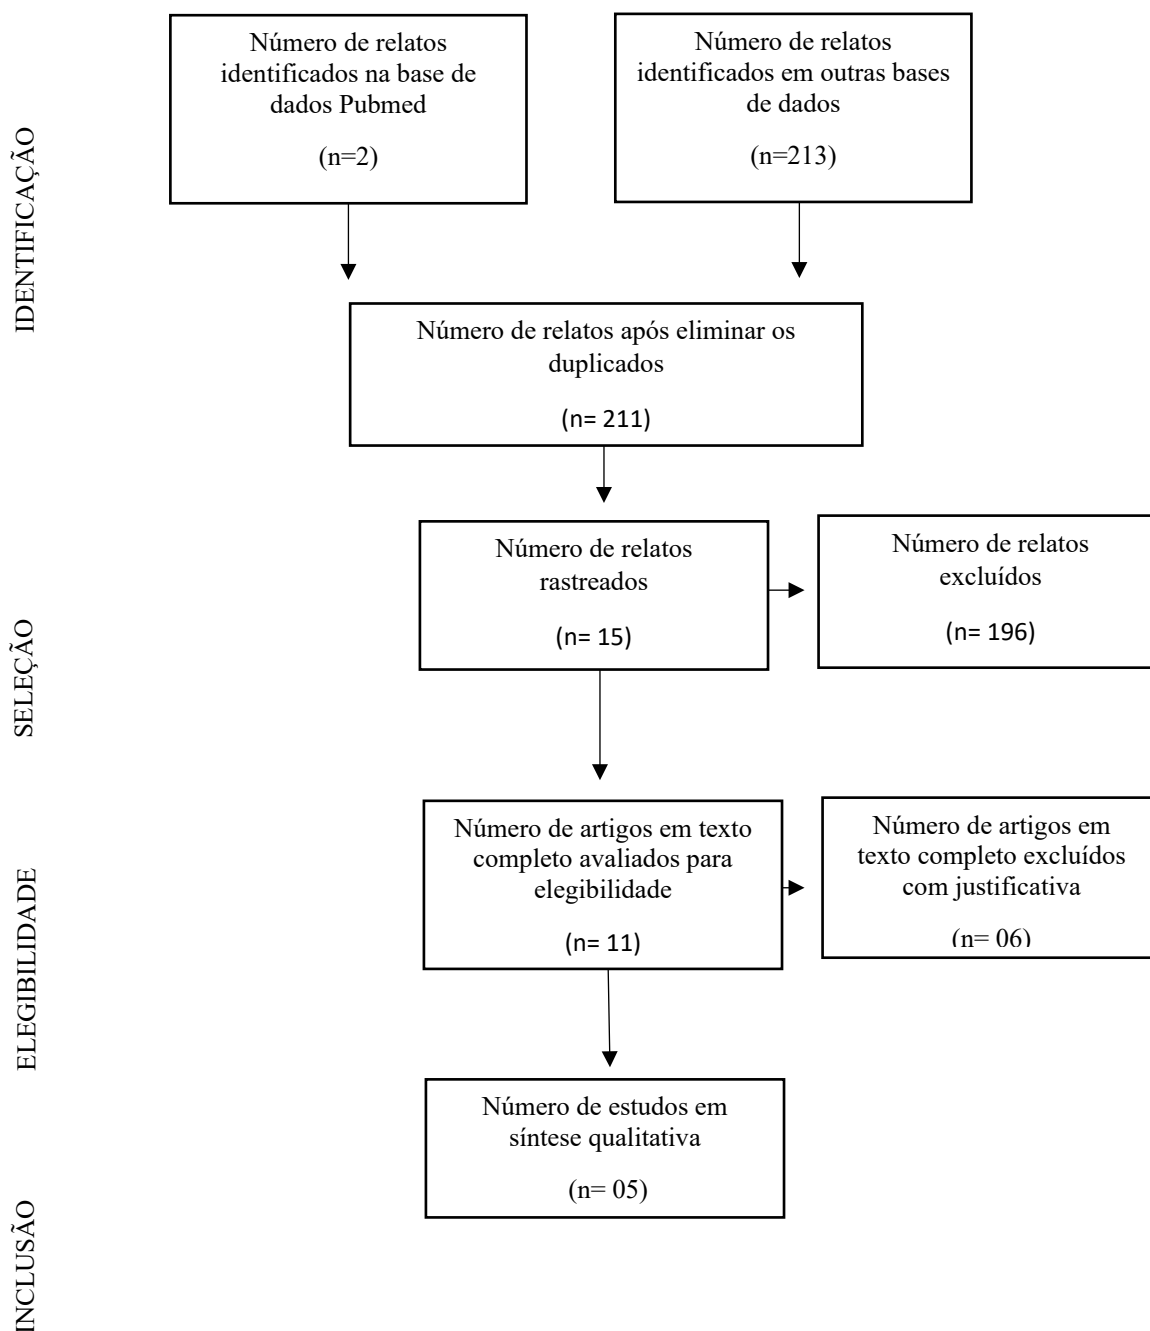 IDENTIFICAÇÃO
Número de relatos
identificados na base de
dados Pubmed
(n=2)
Número de relatos
identificados em outras bases
de dados
(n=213)
Número de relatos após eliminar os
duplicados
(n= 211)
SELEÇÃO
Número de relatos
rastreados
(n= 15)
Número de relatos
excluídos
(n= 196)
ELEGIBILIDADE
Número de artigos em texto
completo avaliados para
elegibilidade
(n= 11)
Número de artigos em
texto completo excluídos
com justificativa
(n= 06)
INCLUSÃO
Número de estudos em
síntese qualitativa
(n= 05)